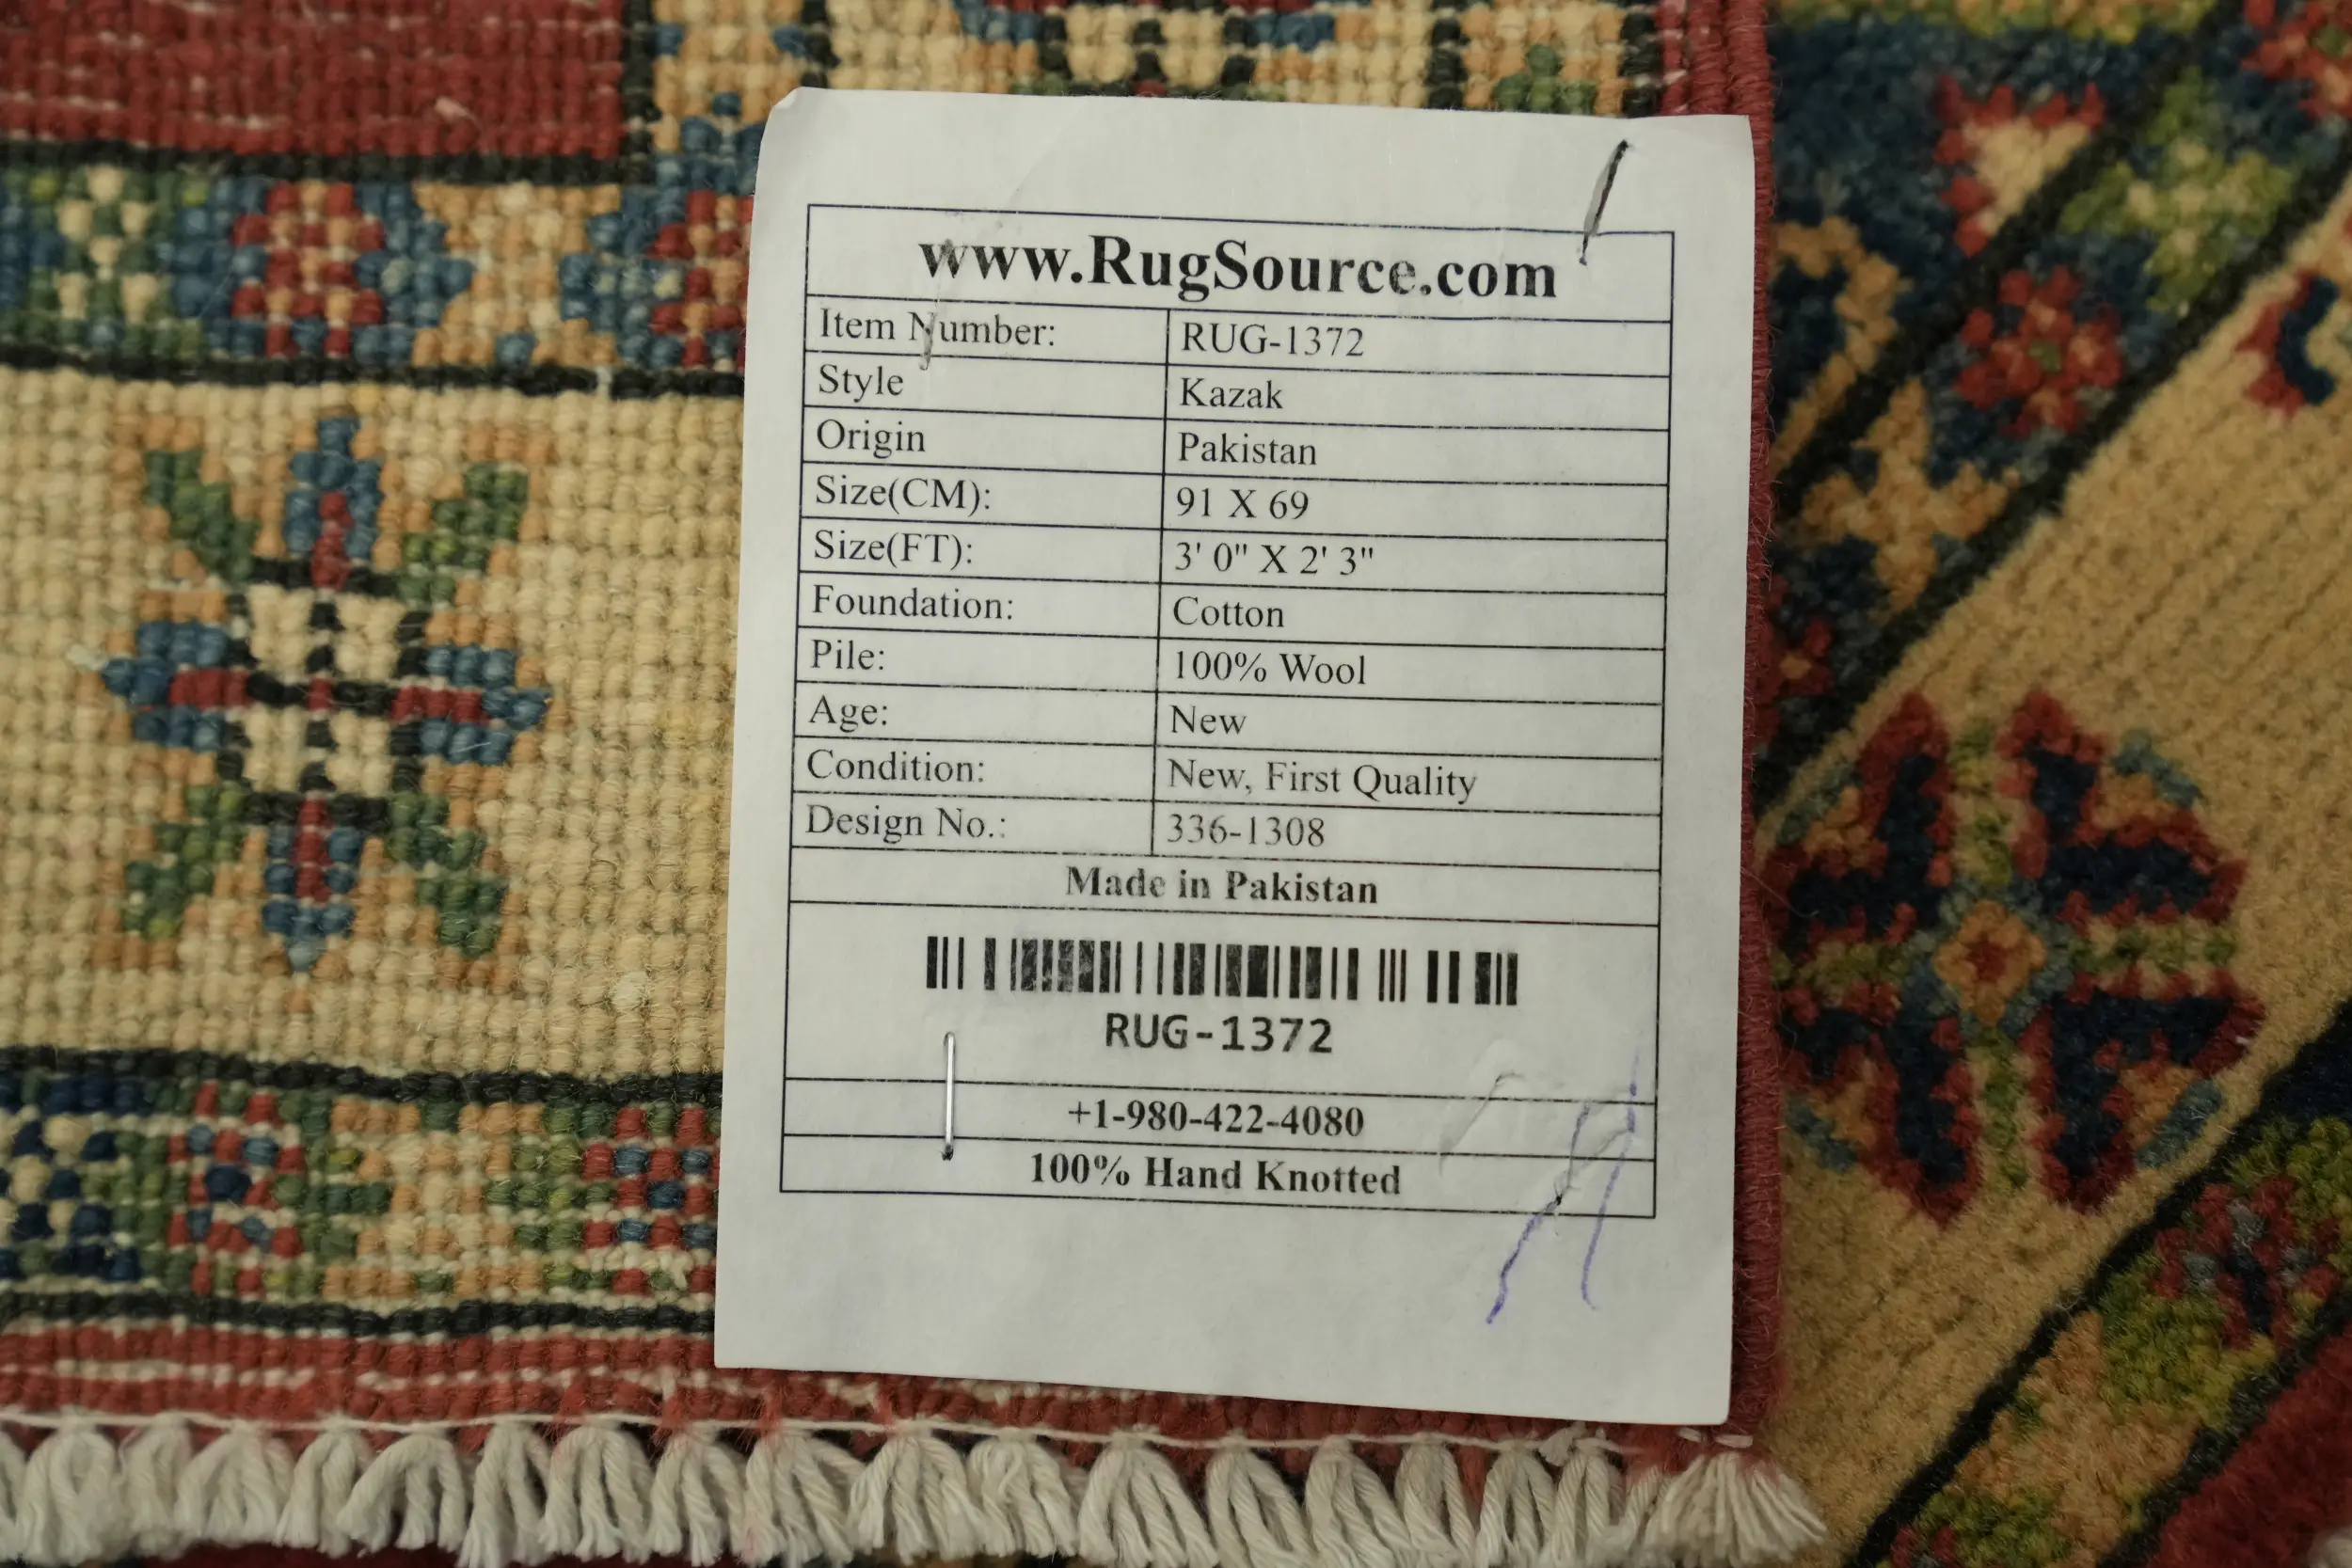 www.RugSource.com
Item Number: RUG-1372
Style Kazak
Origin Pakistan
Size(CM): 91 X 69
Size(FT): 3' 0" X 2' 3"
Foundation: Cotton
Pile: 100% Wool
Age: New
Condition: New, First Quality
Design No.: 336-1308
Made in Pakistan
RUG-1372
+1-980-422-4080
100% Hand Knotted